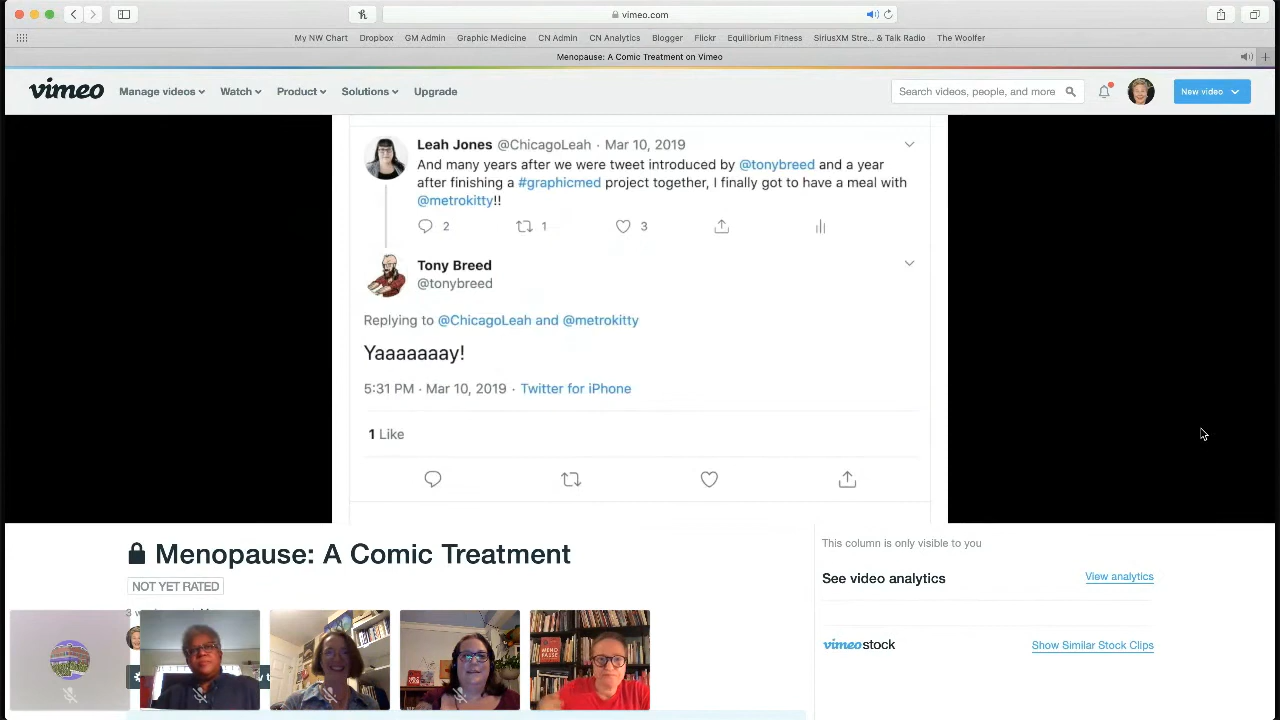 vimeo.com
My NW Chart Dropbox GM Admin Graphic Medicine CN Admin CN Analytics Blogger Flickr Equilibrium Fitness SiriusXM Stre... & Talk Radio The Woolfer
Menopause: A Comic Treatment on Vimeo
vimeo Manage videos Watch Product Solutions Upgrade Search videos, people, and more New video
Leah Jones @ChicagoLeah · Mar 10, 2019
And many years after we were tweet introduced by @tonybreed and a year
after finishing a #graphicmed project together, I finally got to have a meal with
@metrokitty!!
2 1 3
Tony Breed
@tonybreed
Replying to @ChicagoLeah and @metrokitty
Yaaaaaaay!
5:31 PM · Mar 10, 2019 · Twitter for iPhone
1 Like
Menopause: A Comic Treatment
NOT YET RATED
This column is only visible to you
See video analytics View analytics
vimeo stock Show Similar Stock Clips
MENO
PAUSE